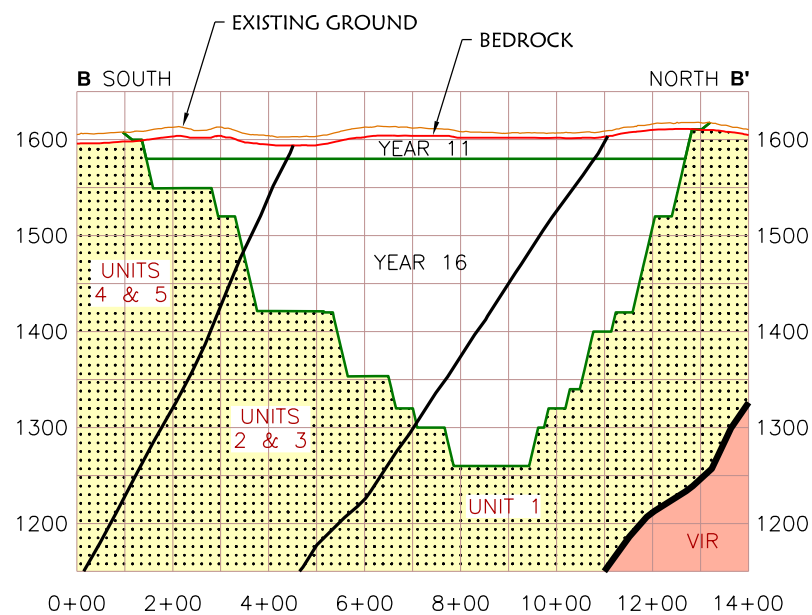 EXISTING GROUND
BEDROCK
B SOUTH
NORTH B'
1600
1600
YEAR 11
1500
1500
YEAR 16
UNITS
4 & 5
1400
1400
UNITS
2 & 3
1300
1300
UNIT 1
1200
1200
VIR
0+00 2+00 4+00 6+00 8+00 10+00 12+00 14+00